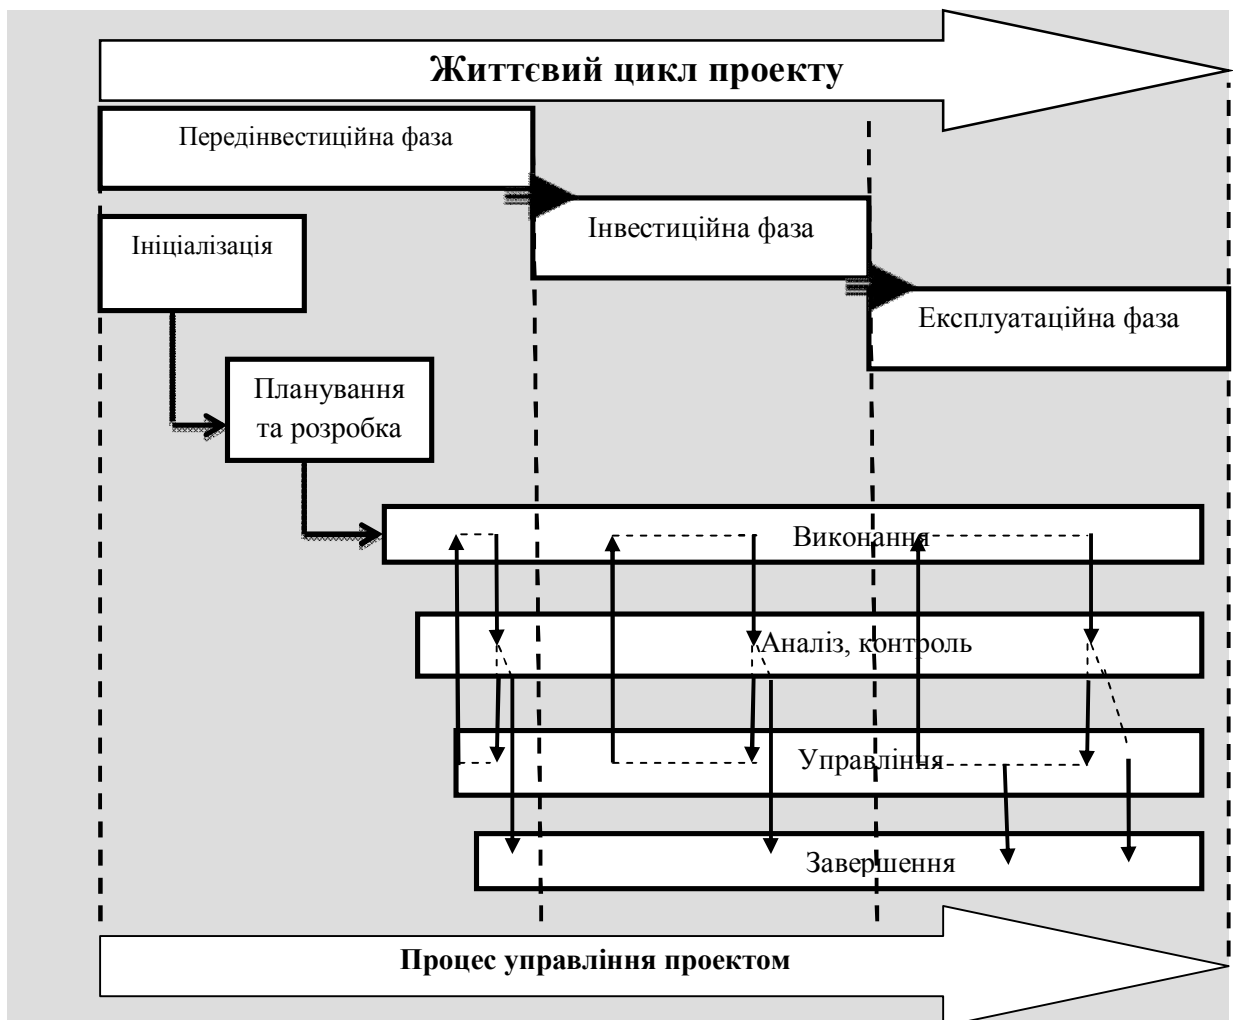 Життєвий цикл проекту
Передінвестиційна фаза
Інвестиційна фаза
Ініціалізація
Експлуатаційна фаза
Планування
та розробка
Виконання
Аналіз, контроль
Управління
Завершення
Процес управління проектом